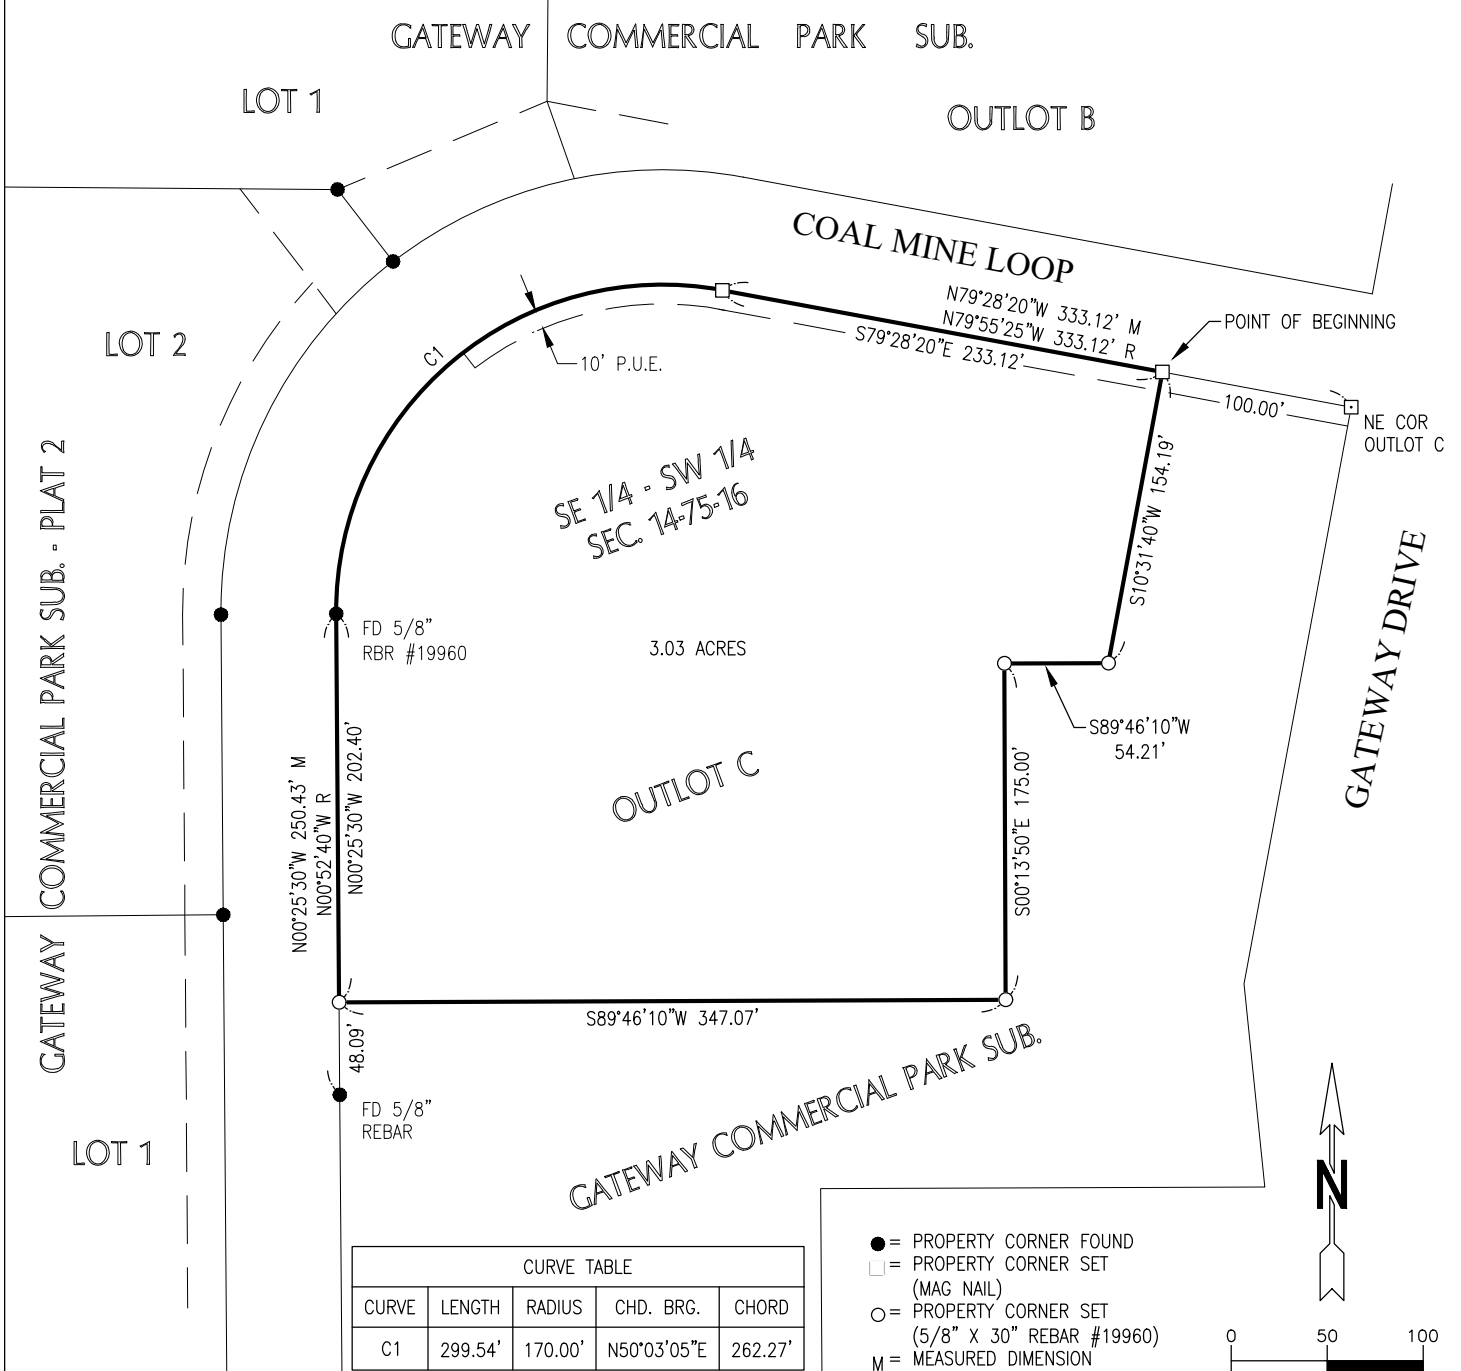 GATEWAY COMMERCIAL PARK SUB.
LOT 1
OUTLOT B
COAL MINE LOOP
N79°28'20"W 333.12' M
N79°55'25"W 333.12' R
S79°28'20"E 233.12'
POINT OF BEGINNING
LOT 2
C1
10' P.U.E.
100.00'
NE COR
OUTLOT C
SE 1/4 - SW 1/4
SEC. 14-75-16
S10°31'40"W 154.19'
GATEWAY DRIVE
GATEWAY COMMERCIAL PARK SUB. - PLAT 2
FD 5/8"
RBR #19960
3.03 ACRES
S89°46'10"W
54.21'
N00°25'30"W 250.43' M
N00°52'40"W R
N00°25'30"W 202.40'
OUTLOT C
S00°13'50"E 175.00'
S89°46'10"W 347.07'
48.09'
FD 5/8"
REBAR
GATEWAY COMMERCIAL PARK SUB.
LOT 1
N
CURVE TABLE
CURVE LENGTH RADIUS CHD. BRG. CHORD
C1 299.54' 170.00' N50°03'05"E 262.27'
= PROPERTY CORNER FOUND
= PROPERTY CORNER SET
(MAG NAIL)
= PROPERTY CORNER SET
(5/8" X 30" REBAR #19960)
M = MEASURED DIMENSION
0 50 100